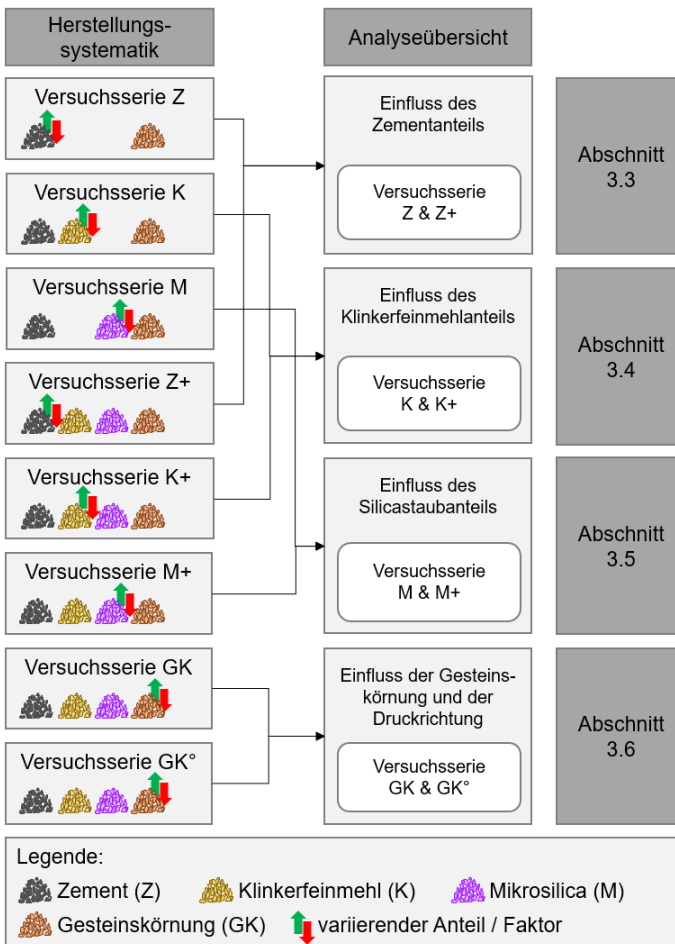 Herstellungs-
systematik
Analyseübersicht
Versuchsserie Z
Versuchsserie K
Versuchsserie M
Versuchsserie Z+
Versuchsserie K+
Versuchsserie M+
Versuchsserie GK
Versuchsserie GK°
Einfluss des
Zementanteils
Versuchsserie
Z & Z+
Abschnitt
3.3
Einfluss des
Klinkerfeinmehlanteils
Versuchsserie
K & K+
Abschnitt
3.4
Einfluss des
Silicastaubanteils
Versuchsserie
M & M+
Abschnitt
3.5
Einfluss der Gesteins-
körnung und der
Druckrichtung
Versuchsserie
GK & GK°
Abschnitt
3.6
Legende:
Zement (Z) Klinkerfeinmehl (K) Mikrosilica (M)
Gesteinskörnung (GK) variierender Anteil / Faktor